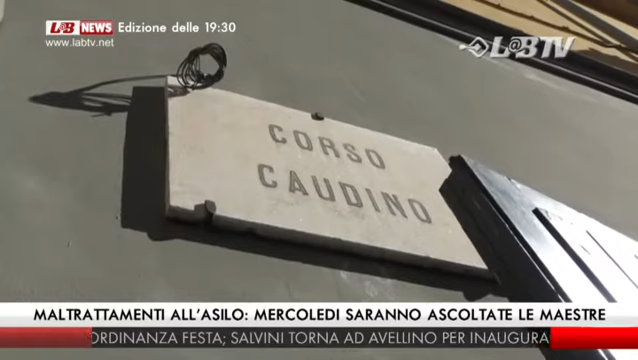 LAB NEWS Edizione delle 19:30
www.labtv.net
L@BTV
CORSO
CAUDINO
MALTRATTAMENTI ALL'ASILO: MERCOLEDI SARANNO ASCOLTATE LE MAESTRE
ORDINANZA FESTA; SALVINI TORNA AD AVELLINO PER INAUGURA